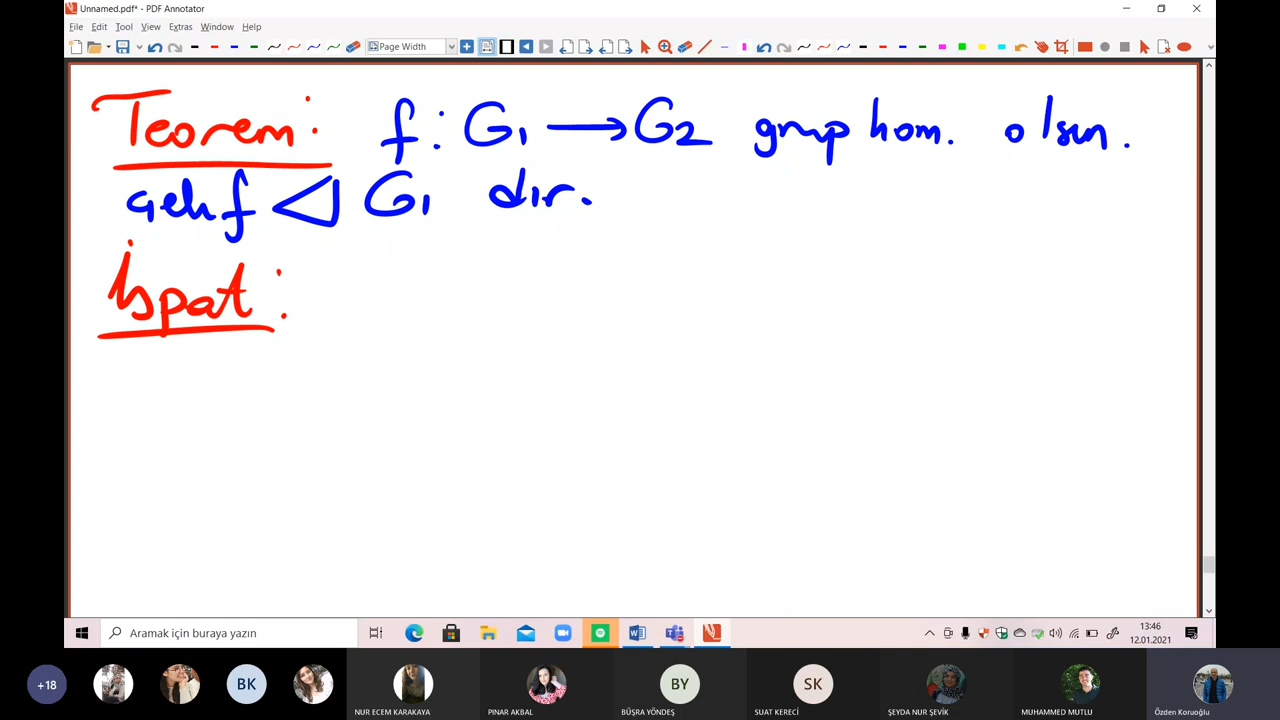 Unnamed.pdf* - PDF Annotator
File Edit Tool View Extras Window Help
Page Width
Teorem: f: G1 → G2 grup hom. olsun.
çekf ◁ G1 dır.
İspat:
Aramak için buraya yazın
13:46
12.01.2021
+18 BK BY SK
NUR ECEM KARAKAYA PINAR AKBAL BÜŞRA YÖNDEŞ SUAT KERECİ ŞEYDA NUR ŞEVİK MUHAMMED MUTLU Özden Koruoğlu